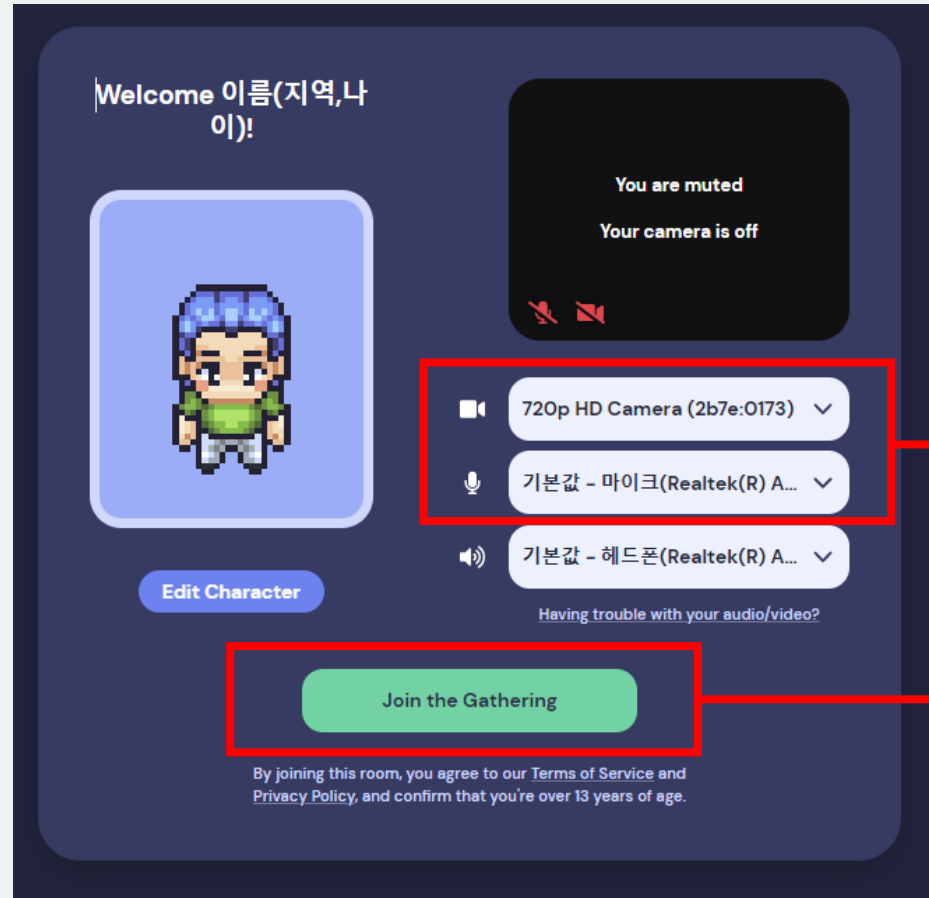 Welcome 이름(지역,나
이)!
You are muted
Your camera is off
720p HD Camera (2b7e:0173)
기본값 - 마이크(Realtek(R) A...
기본값 - 헤드폰(Realtek(R) A...
Edit Character
Having trouble with your audio/video?
Join the Gathering
By joining this room, you agree to our Terms of Service and
Privacy Policy, and confirm that you're over 13 years of age.